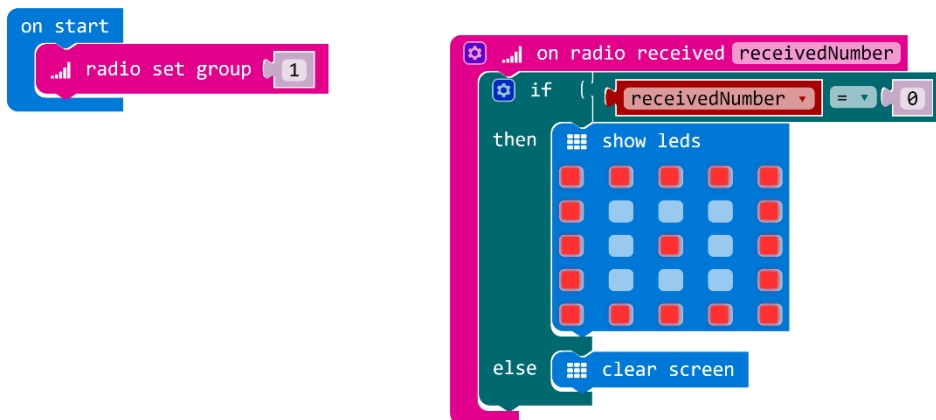 on start
radio set group 1
on radio received receivedNumber
if receivedNumber = 0
then show leds
else clear screen